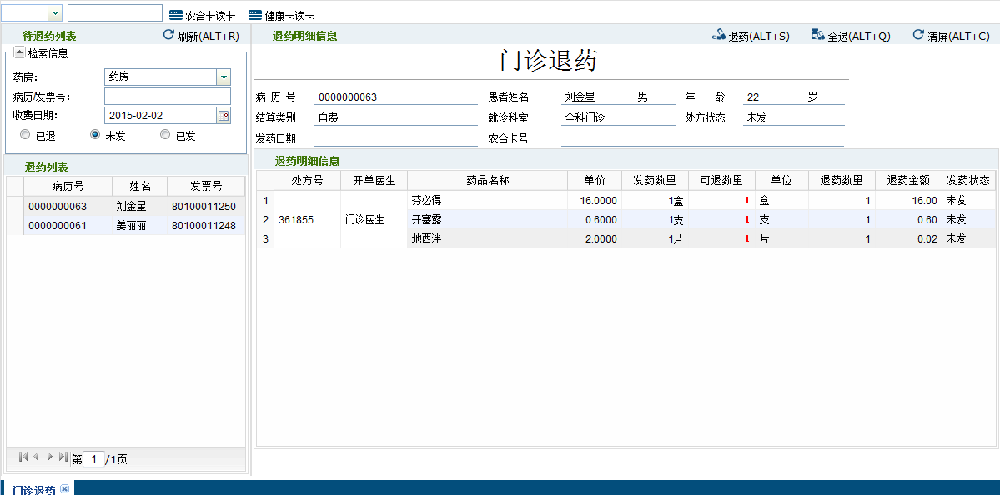 农合卡读卡 健康卡读卡
待退药列表 刷新(ALT+R)
检索信息
药房： 药房
病历/发票号：
收费日期： 2015-02-02
已退 未发 已发
退药列表
病历号 姓名 发票号
0000000063 刘金星 80100011250
0000000061 姜丽丽 80100011248
第 1 /1页
退药明细信息 退药(ALT+S) 全退(ALT+Q) 清屏(ALT+C)
门诊退药
病 历 号 0000000063 患者姓名 刘金星 男 年 龄 22 岁
结算类别 自费 就诊科室 全科门诊 处方状态 未发
发药日期 农合卡号
退药明细信息
处方号 开单医生 药品名称 单价 发药数量 可退数量 单位 退药数量 退药金额 发药状态
1 芬必得 16.0000 1盒 1 盒 1 16.00 未发
2 361855 门诊医生 开塞露 0.6000 1支 1 支 1 0.60 未发
3 地西泮 2.0000 1片 1 片 1 0.02 未发
门诊退药